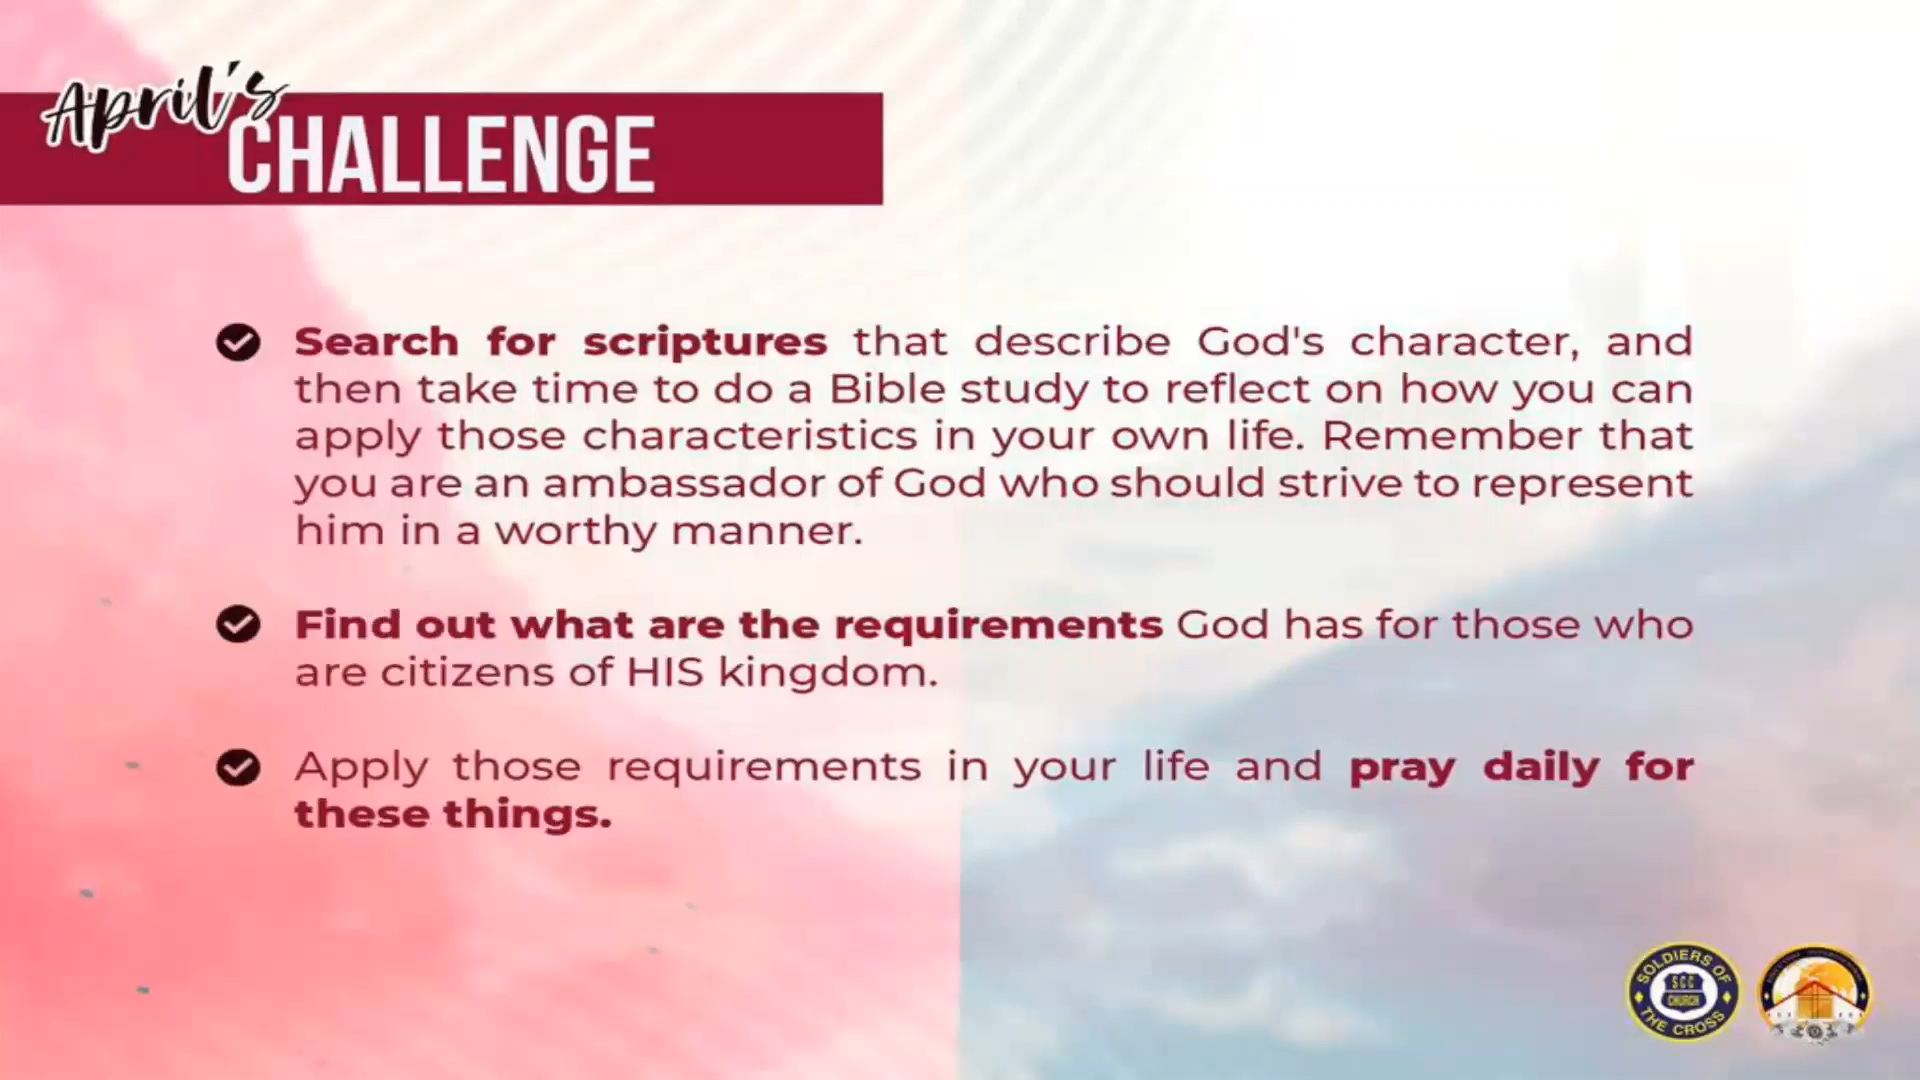 April's
CHALLENGE
Search for scriptures that describe God's character, and
then take time to do a Bible study to reflect on how you can
apply those characteristics in your own life. Remember that
you are an ambassador of God who should strive to represent
him in a worthy manner.
Find out what are the requirements God has for those who
are citizens of HIS kingdom.
Apply those requirements in your life and pray daily for
these things.
SOLDIERS OF
SCC
CHURCH
THE CROSS